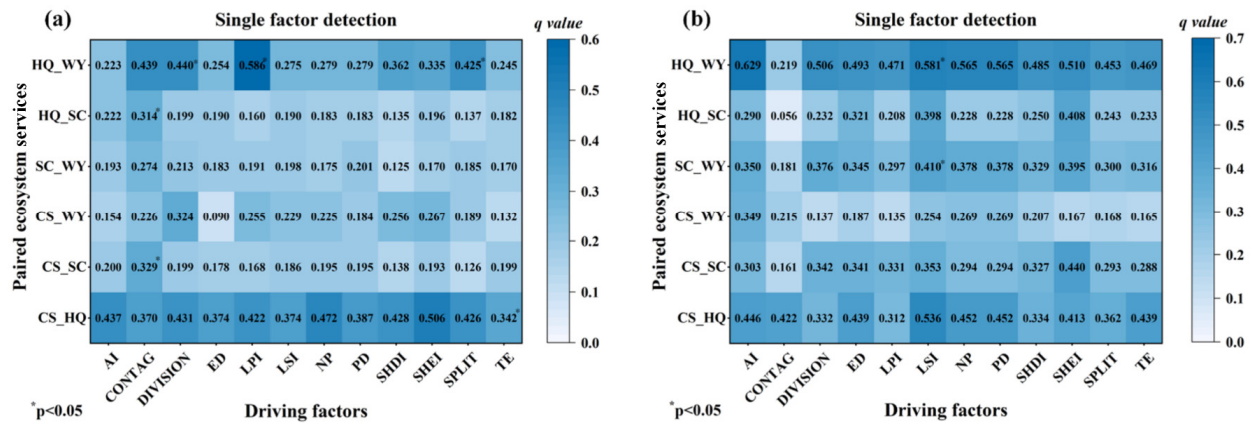 (a) Single factor detection q value
HQ_WY 0.223 0.439 0.440* 0.254 0.586* 0.275 0.279 0.279 0.362 0.335 0.425* 0.245
HQ_SC 0.222 0.314* 0.199 0.190 0.160 0.190 0.183 0.183 0.135 0.196 0.137 0.182
SC_WY 0.193 0.274 0.213 0.183 0.191 0.198 0.175 0.201 0.125 0.170 0.185 0.170
CS_WY 0.154 0.226 0.324 0.090 0.255 0.229 0.225 0.184 0.256 0.267 0.189 0.132
CS_SC 0.200 0.329* 0.199 0.178 0.168 0.186 0.195 0.195 0.138 0.193 0.126 0.199
CS_HQ 0.437 0.370 0.431 0.374 0.422 0.374 0.472 0.387 0.428 0.506 0.426 0.342*
AI CONTAG DIVISION ED LPI LSI NP PD SHDI SHEI SPLIT TE
Paired ecosystem services
*p<0.05 Driving factors
0.6
0.5
0.4
0.3
0.2
0.1
0.0
(b) Single factor detection q value
HQ_WY 0.629 0.219 0.506 0.493 0.471 0.581* 0.565 0.565 0.485 0.510 0.453 0.469
HQ_SC 0.290 0.056 0.232 0.321 0.208 0.398 0.228 0.228 0.250 0.408 0.243 0.233
SC_WY 0.350 0.181 0.376 0.345 0.297 0.410* 0.378 0.378 0.329 0.395 0.300 0.316
CS_WY 0.349 0.215 0.137 0.187 0.135 0.254 0.269 0.269 0.207 0.167 0.168 0.165
CS_SC 0.303 0.161 0.342 0.341 0.331 0.353 0.294 0.294 0.327 0.440 0.293 0.288
CS_HQ 0.446 0.422 0.332 0.439 0.312 0.536 0.452 0.452 0.334 0.413 0.362 0.439
AI CONTAG DIVISION ED LPI LSI NP PD SHDI SHEI SPLIT TE
Paired ecosystem services
*p<0.05 Driving factors
0.7
0.6
0.5
0.4
0.3
0.2
0.1
0.0